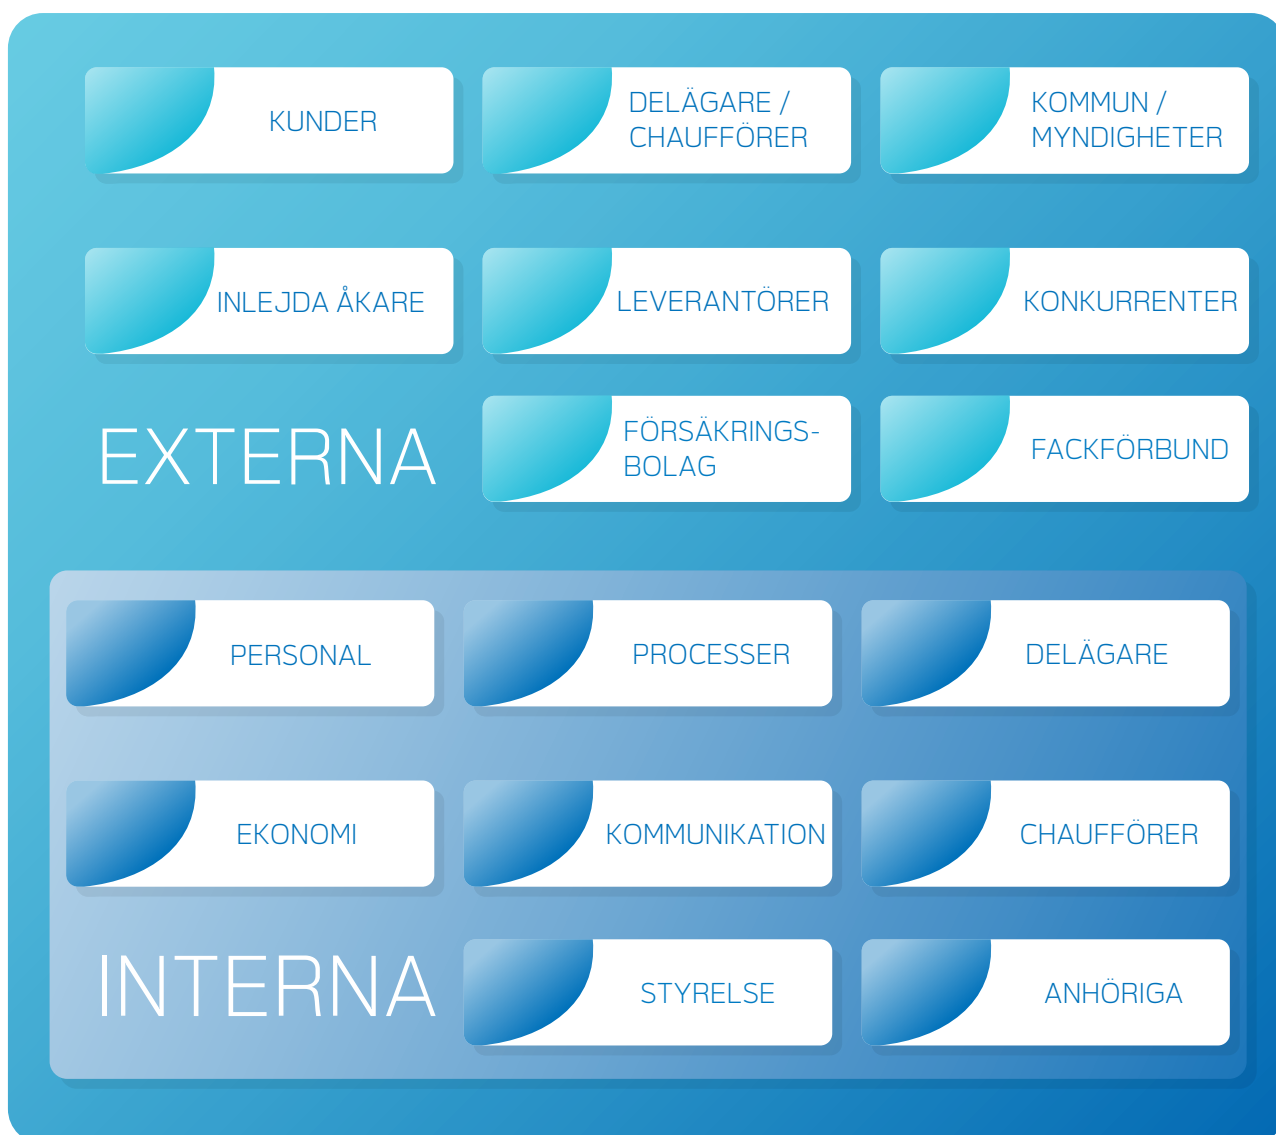 KUNDER
DELÄGARE /
CHAUFFÖRER
KOMMUN /
MYNDIGHETER
INLEJDA ÅKARE
LEVERANTÖRER
KONKURRENTER
EXTERNA
FÖRSÄKRINGS-
BOLAG
FACKFÖRBUND
PERSONAL
PROCESSER
DELÄGARE
EKONOMI
KOMMUNIKATION
CHAUFFÖRER
INTERNA
STYRELSE
ANHÖRIGA